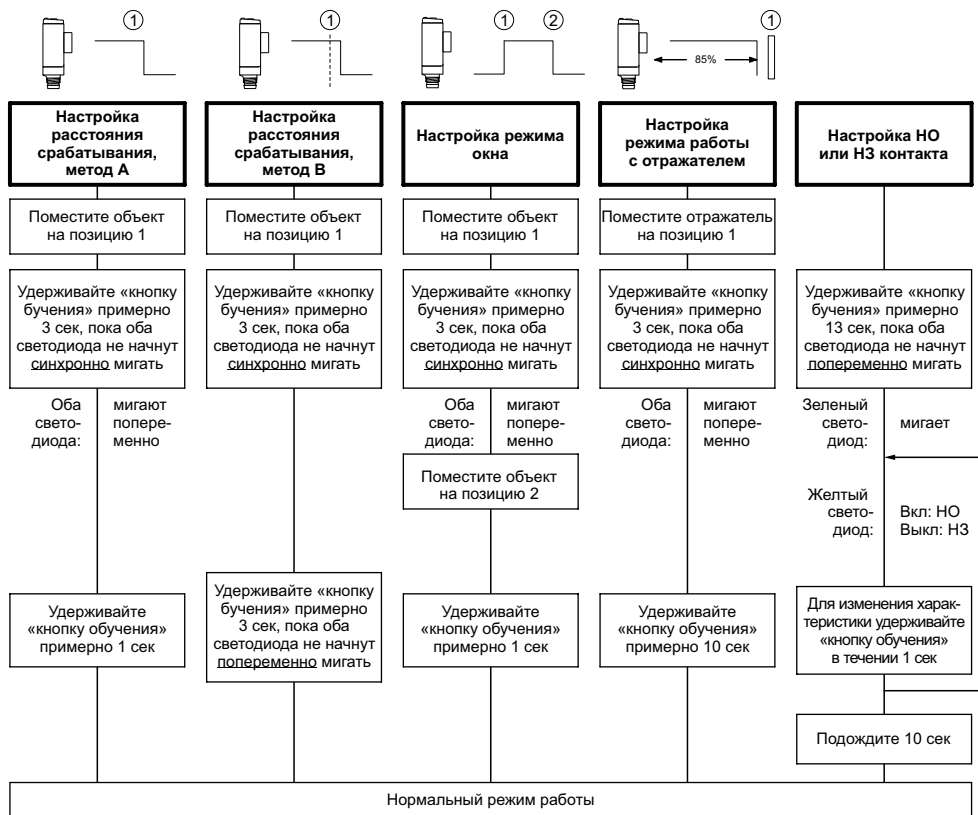 ①
①
①
②
①
85%
Настройка
расстояния
срабатывания,
метод А
Настройка
расстояния
срабатывания,
метод В
Настройка режима
окна
Настройка
режима работы
с отражателем
Настройка НО
или НЗ контакта
Поместите объект
на позицию 1
Поместите объект
на позицию 1
Поместите объект
на позицию 1
Поместите отражатель
на позицию 1
Удерживайте «кнопку
бучения» примерно
3 сек, пока оба
светодиода не начнут
синхронно мигать
Удерживайте «кнопку
бучения» примерно
3 сек, пока оба
светодиода не начнут
синхронно мигать
Удерживайте «кнопку
бучения» примерно
3 сек, пока оба
светодиода не начнут
синхронно мигать
Удерживайте «кнопку
бучения» примерно
3 сек, пока оба
светодиода не начнут
синхронно мигать
Удерживайте «кнопку
бучения» примерно
13 сек, пока оба
светодиода не начнут
попеременно мигать
Оба
свето-
диода:
мигают
попере-
менно
Оба
свето-
диода:
мигают
попере-
менно
Оба
свето-
диода:
мигают
попере-
менно
Зеленый
свето-
диод:
мигает
Поместите объект
на позицию 2
Желтый
свето-
диод:
Вкл: НО
Выкл: НЗ
Удерживайте
«кнопку обучения»
примерно 1 сек
Удерживайте «кнопку
бучения» примерно
3 сек, пока оба
светодиода не начнут
попеременно мигать
Удерживайте
«кнопку обучения»
примерно 1 сек
Удерживайте
«кнопку обучения»
примерно 10 сек
Для изменения харак-
теристики удерживайте
«кнопку обучения»
в течении 1 сек
Подождите 10 сек
Нормальный режим работы